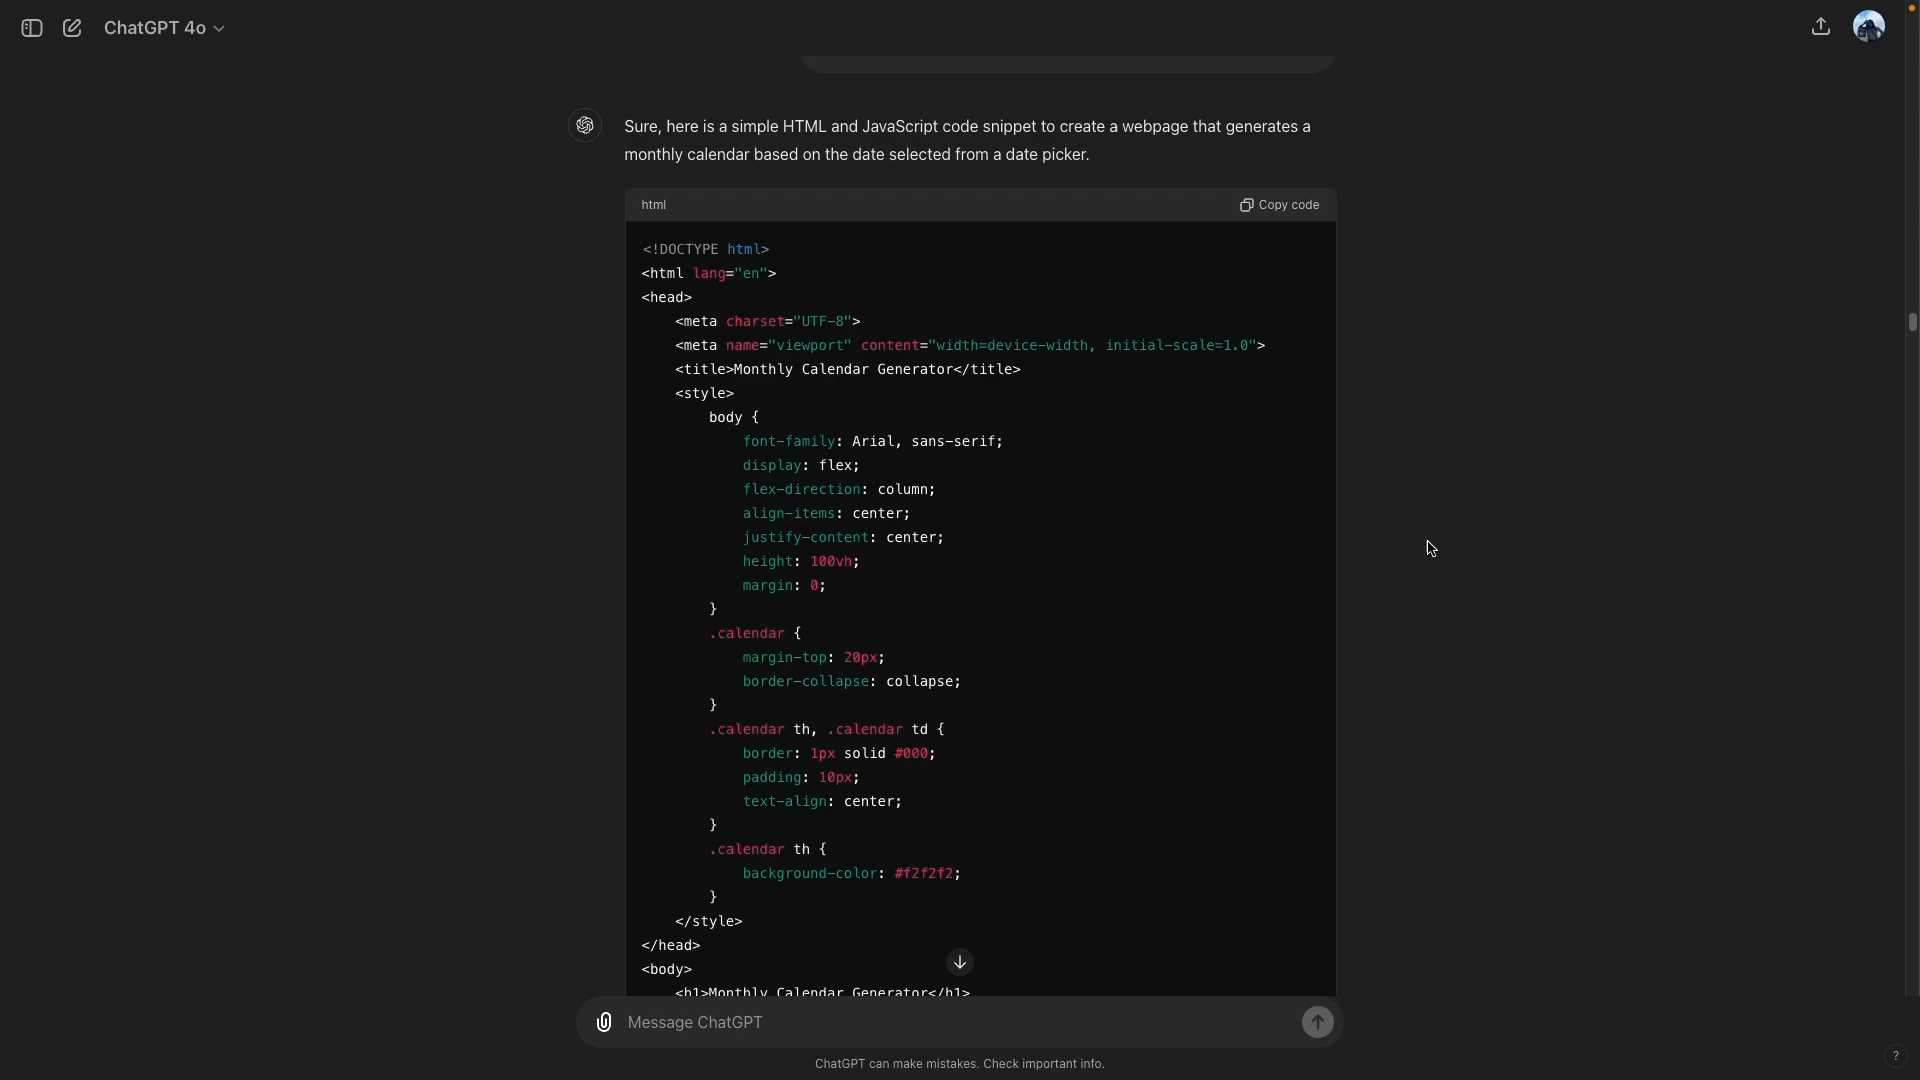 ChatGPT 4o
Sure, here is a simple HTML and JavaScript code snippet to create a webpage that generates a
monthly calendar based on the date selected from a date picker.
html
Copy code
<!DOCTYPE html>
<html lang="en">
<head>
    <meta charset="UTF-8">
    <meta name="viewport" content="width=device-width, initial-scale=1.0">
    <title>Monthly Calendar Generator</title>
    <style>
        body {
            font-family: Arial, sans-serif;
            display: flex;
            flex-direction: column;
            align-items: center;
            justify-content: center;
            height: 100vh;
            margin: 0;
        }
        .calendar {
            margin-top: 20px;
            border-collapse: collapse;
        }
        .calendar th, .calendar td {
            border: 1px solid #000;
            padding: 10px;
            text-align: center;
        }
        .calendar th {
            background-color: #f2f2f2;
        }
    </style>
</head>
<body>
    <h1>Monthly Calendar Generator</h1>
Message ChatGPT
ChatGPT can make mistakes. Check important info.
?